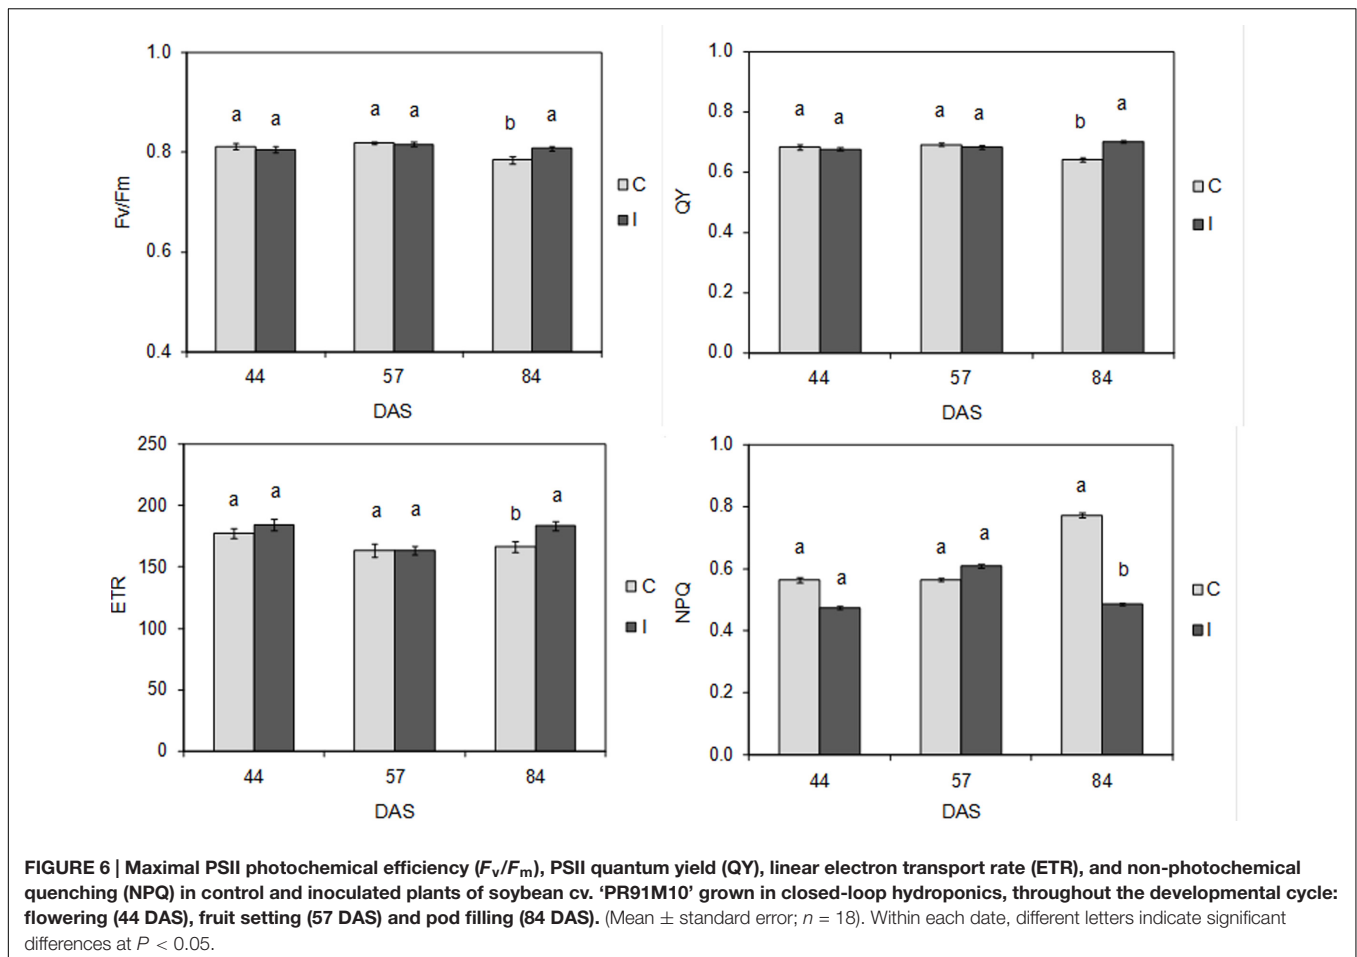 1.0
0.8
0.6
0.4
Fv/Fm
a a a a b a
44 57 84
DAS
C
I
1.0
0.8
0.6
0.4
0.2
0.0
QY
a a a a b a
44 57 84
DAS
C
I
250
200
150
100
50
0
ETR
a a a a b a
44 57 84
DAS
C
I
1.0
0.8
0.6
0.4
0.2
0.0
NPQ
a a a a a b
44 57 84
DAS
C
I
FIGURE 6 | Maximal PSII photochemical efficiency (Fv/Fm), PSII quantum yield (QY), linear electron transport rate (ETR), and non-photochemical
quenching (NPQ) in control and inoculated plants of soybean cv. ‘PR91M10’ grown in closed-loop hydroponics, throughout the developmental cycle:
flowering (44 DAS), fruit setting (57 DAS) and pod filling (84 DAS). (Mean ± standard error; n = 18). Within each date, different letters indicate significant
differences at P < 0.05.